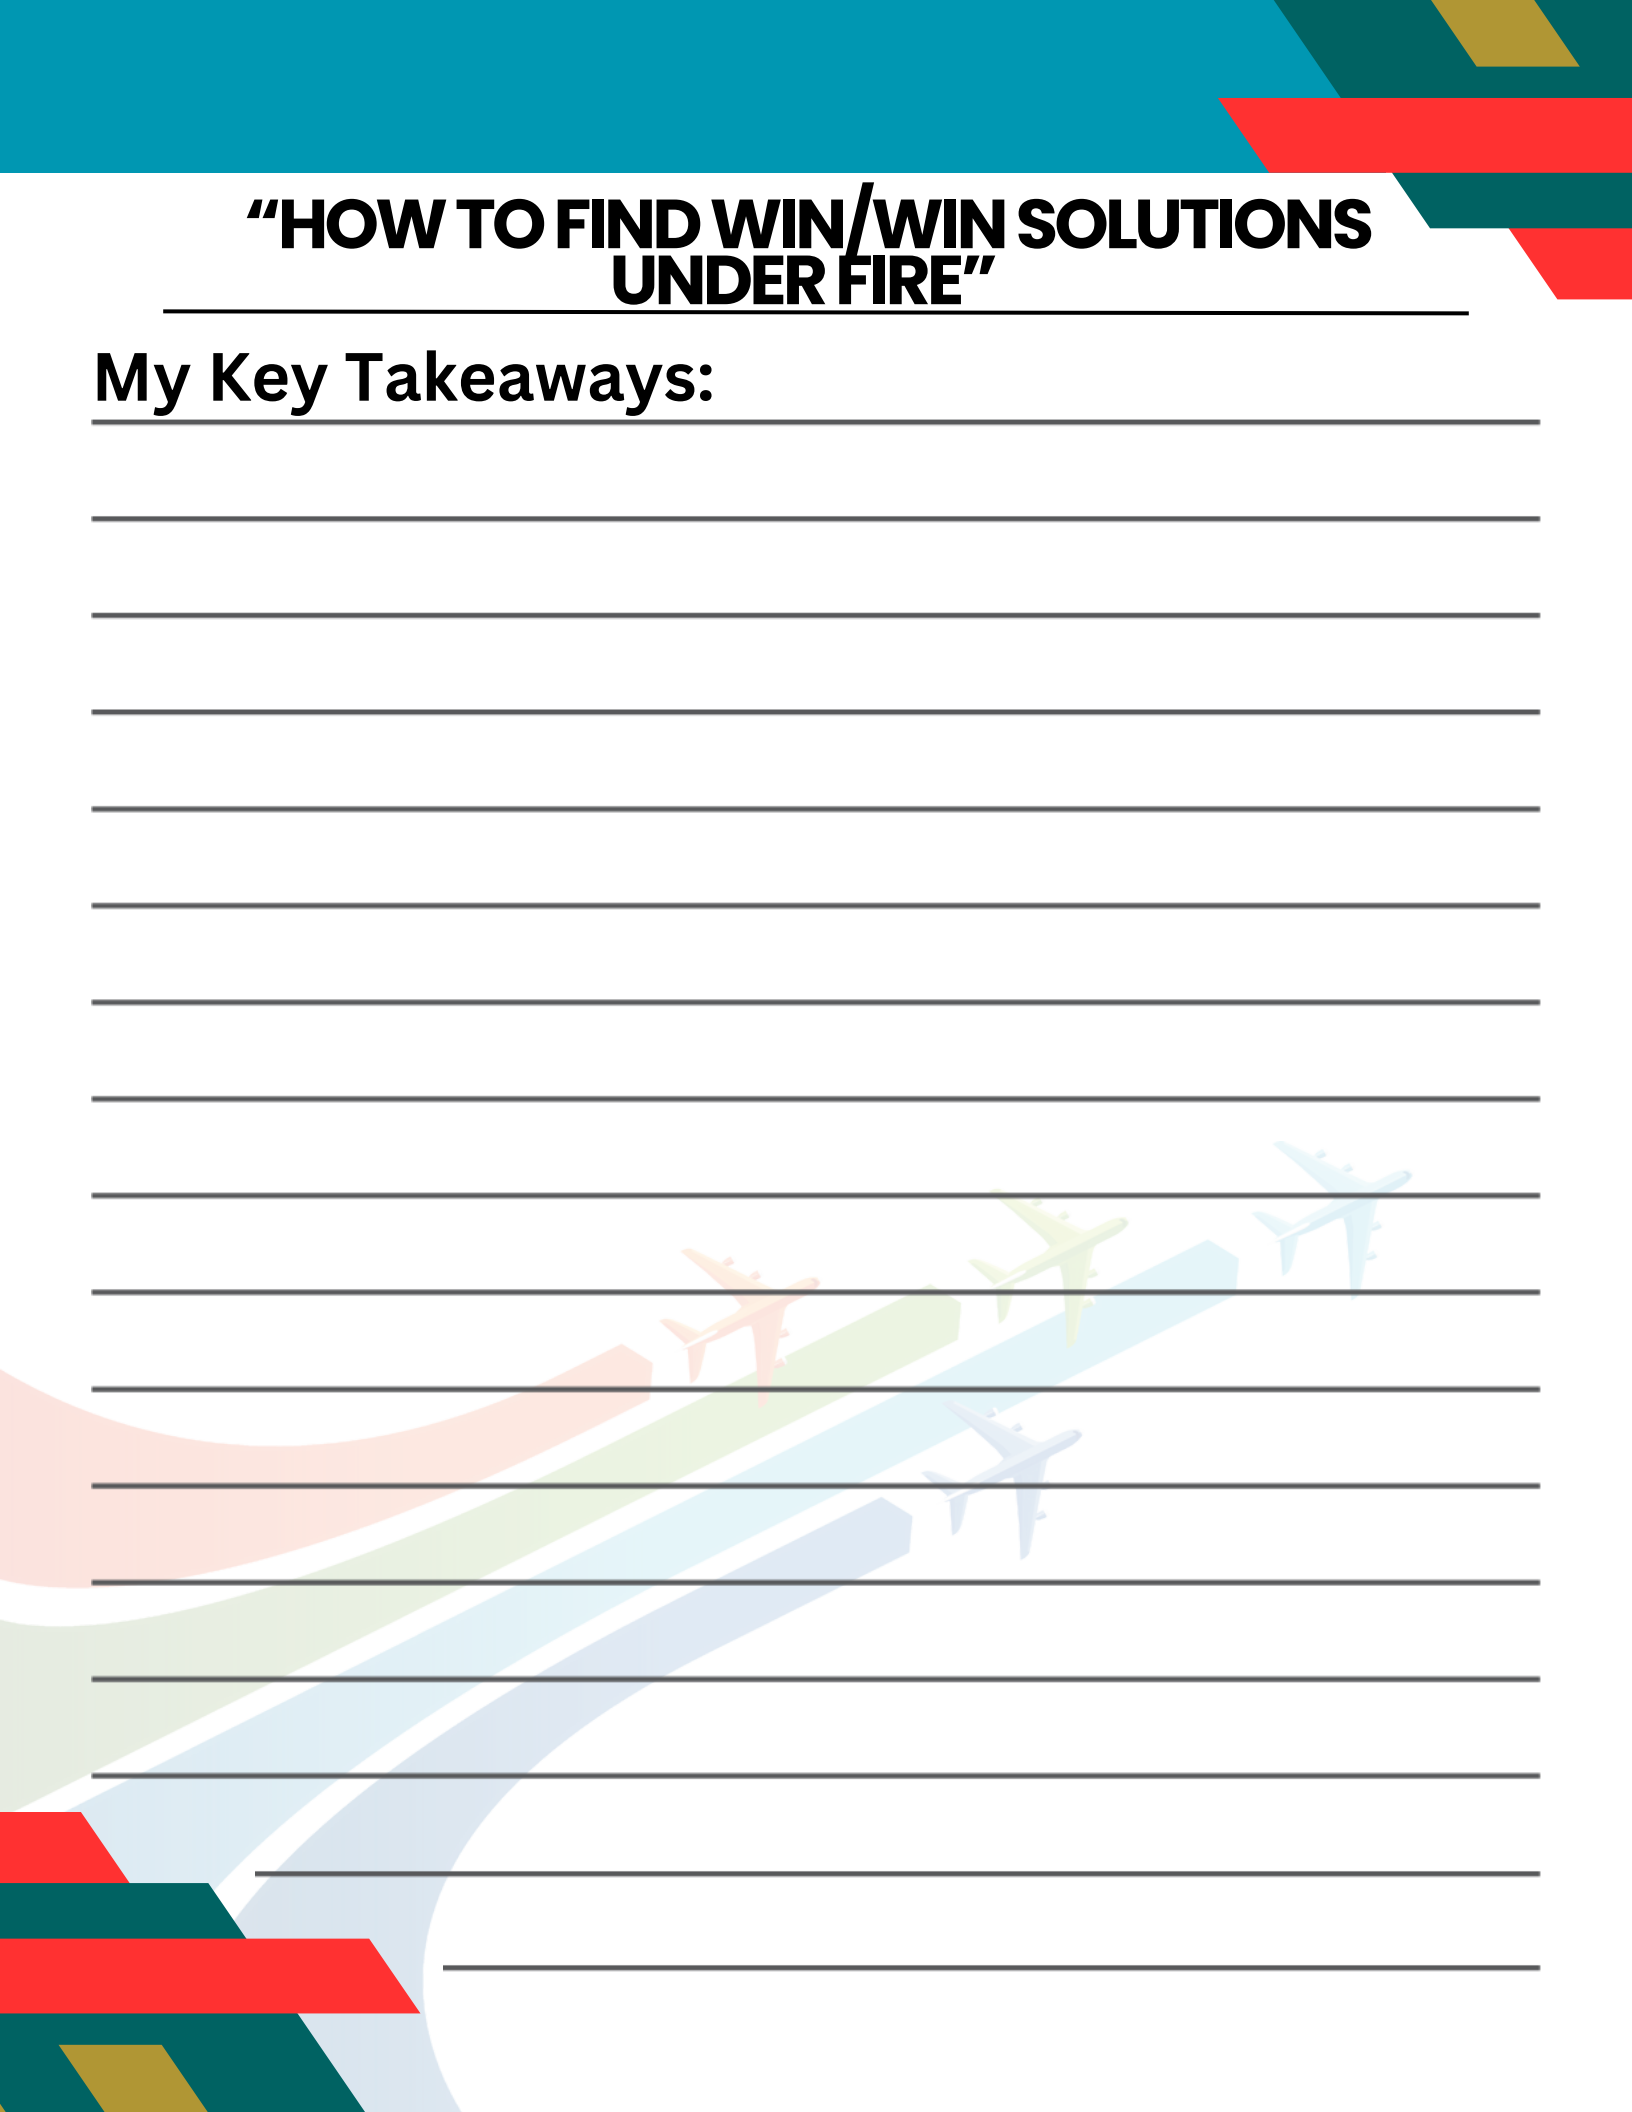 “HOW TO FIND WIN/WIN SOLUTIONS
UNDER FIRE”
My Key Takeaways: